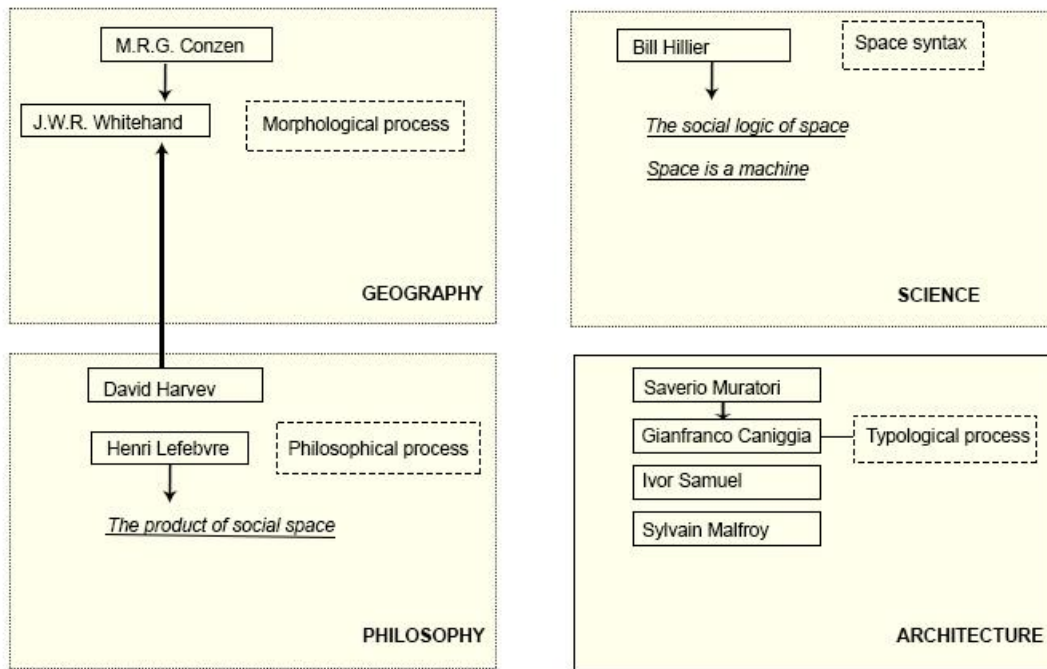 M.R.G. Conzen
J.W.R. Whitehand
Morphological process
GEOGRAPHY
Bill Hillier
Space syntax
The social logic of space
Space is a machine
SCIENCE
David Harvev
Henri Lefebvre
Philosophical process
The product of social space
PHILOSOPHY
Saverio Muratori
Gianfranco Caniggia
Typological process
Ivor Samuel
Sylvain Malfroy
ARCHITECTURE